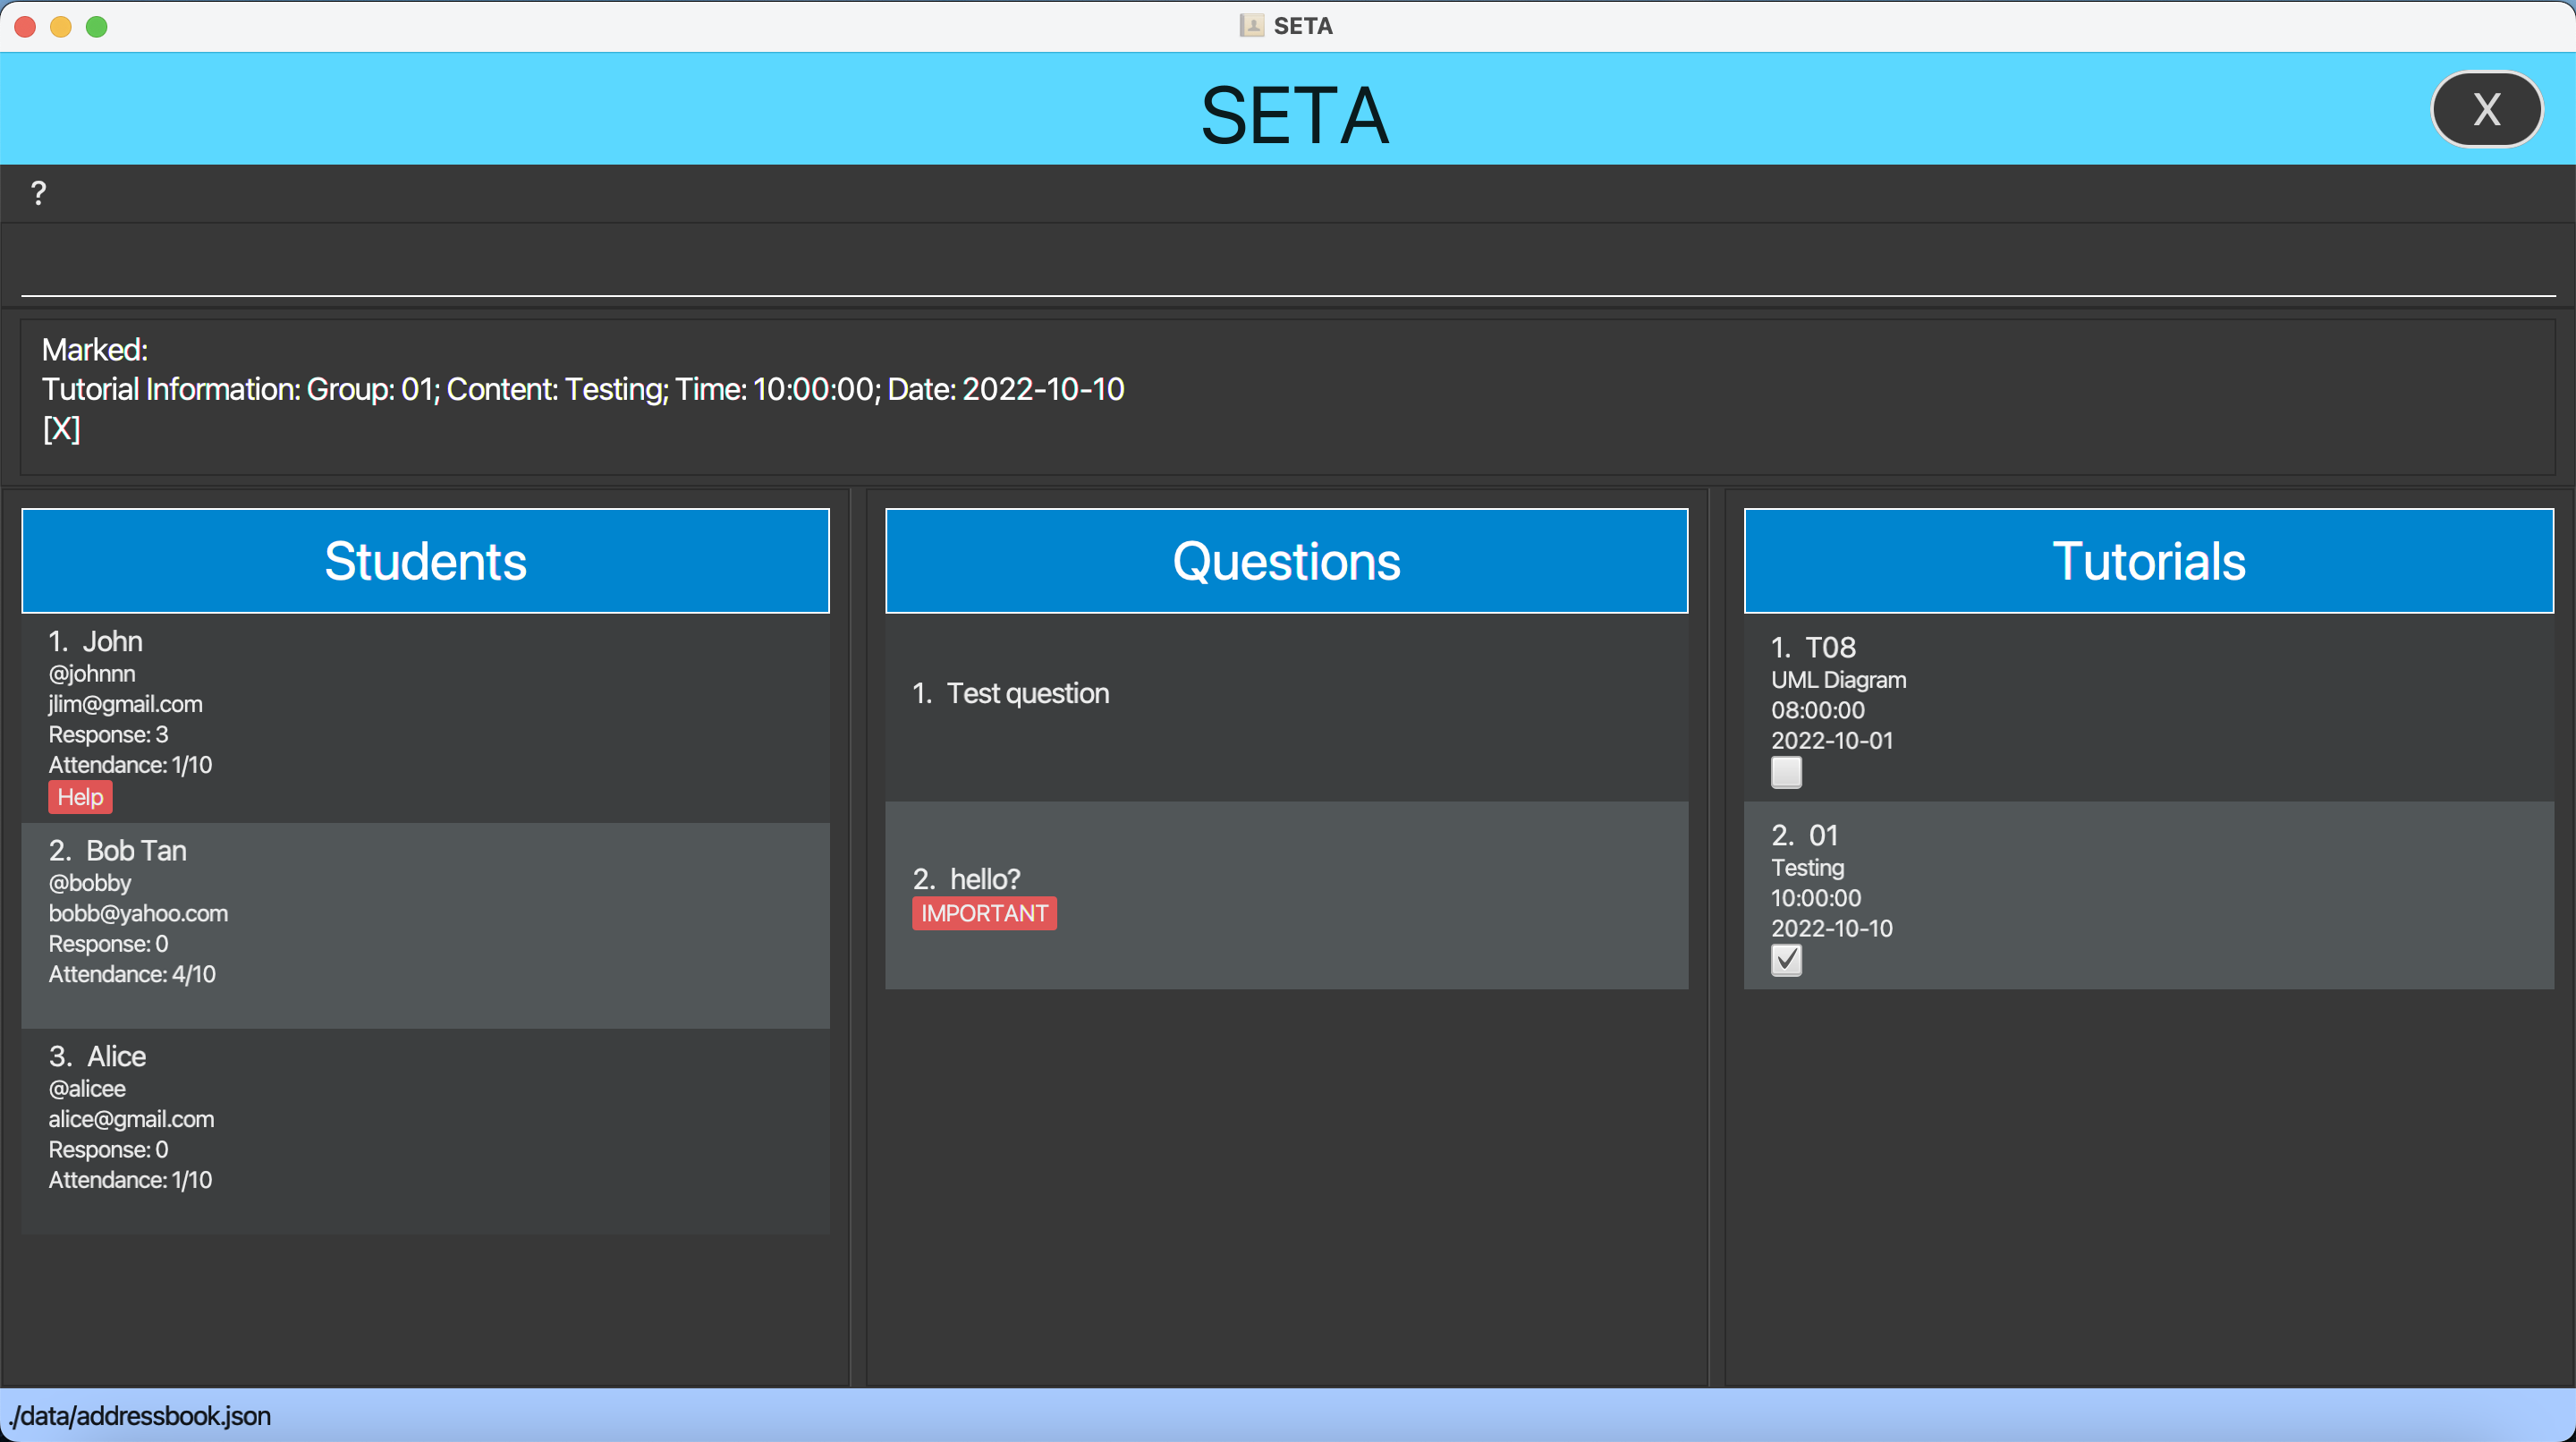 SETA
SETA
X
?
Marked:
Tutorial Information: Group: 01; Content: Testing; Time: 10:00:00; Date: 2022-10-10
[X]
Students
1. John
@johnnn
jlim@gmail.com
Response: 3
Attendance: 1/10
Help
2. Bob Tan
@bobby
bobb@yahoo.com
Response: 0
Attendance: 4/10
3. Alice
@alicee
alice@gmail.com
Response: 0
Attendance: 1/10
Questions
1. Test question
2. hello?
IMPORTANT
Tutorials
1. T08
UML Diagram
08:00:00
2022-10-01
2. 01
Testing
10:00:00
2022-10-10
./data/addressbook.json